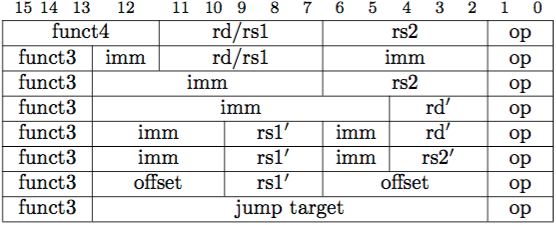 15 14 13 12 11 10 9 8 7 6 5 4 3 2 1 0
funct4 rd/rs1 rs2 op
funct3 imm rd/rs1 imm op
funct3 imm rs2 op
funct3 imm rd′ op
funct3 imm rs1′ imm rd′ op
funct3 imm rs1′ imm rs2′ op
funct3 offset rs1′ offset op
funct3 jump target op